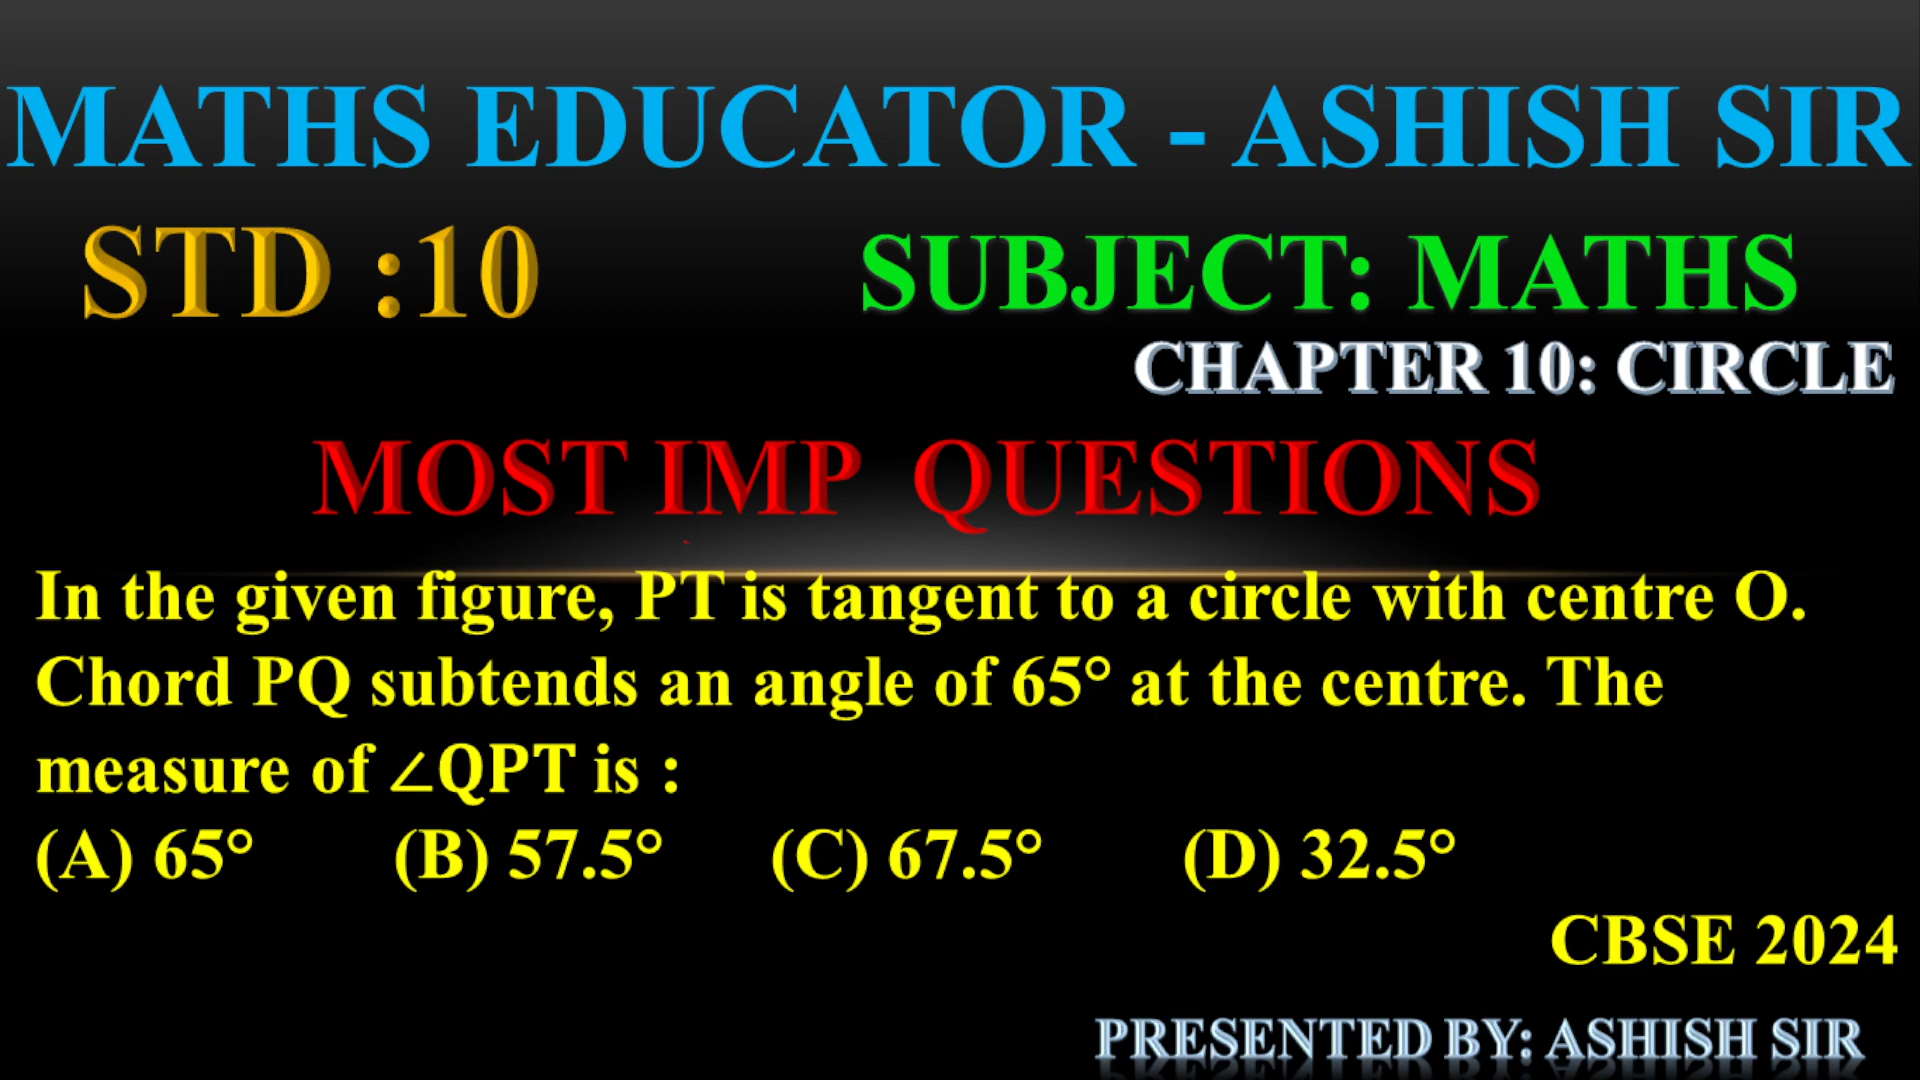 MATHS EDUCATOR - ASHISH SIR
STD :10
SUBJECT: MATHS
CHAPTER 10: CIRCLE
MOST IMP QUESTIONS
In the given figure, PT is tangent to a circle with centre O.
Chord PQ subtends an angle of 65° at the centre. The
measure of ∠QPT is :
(A) 65° (B) 57.5° (C) 67.5° (D) 32.5°
CBSE 2024
PRESENTED BY: ASHISH SIR